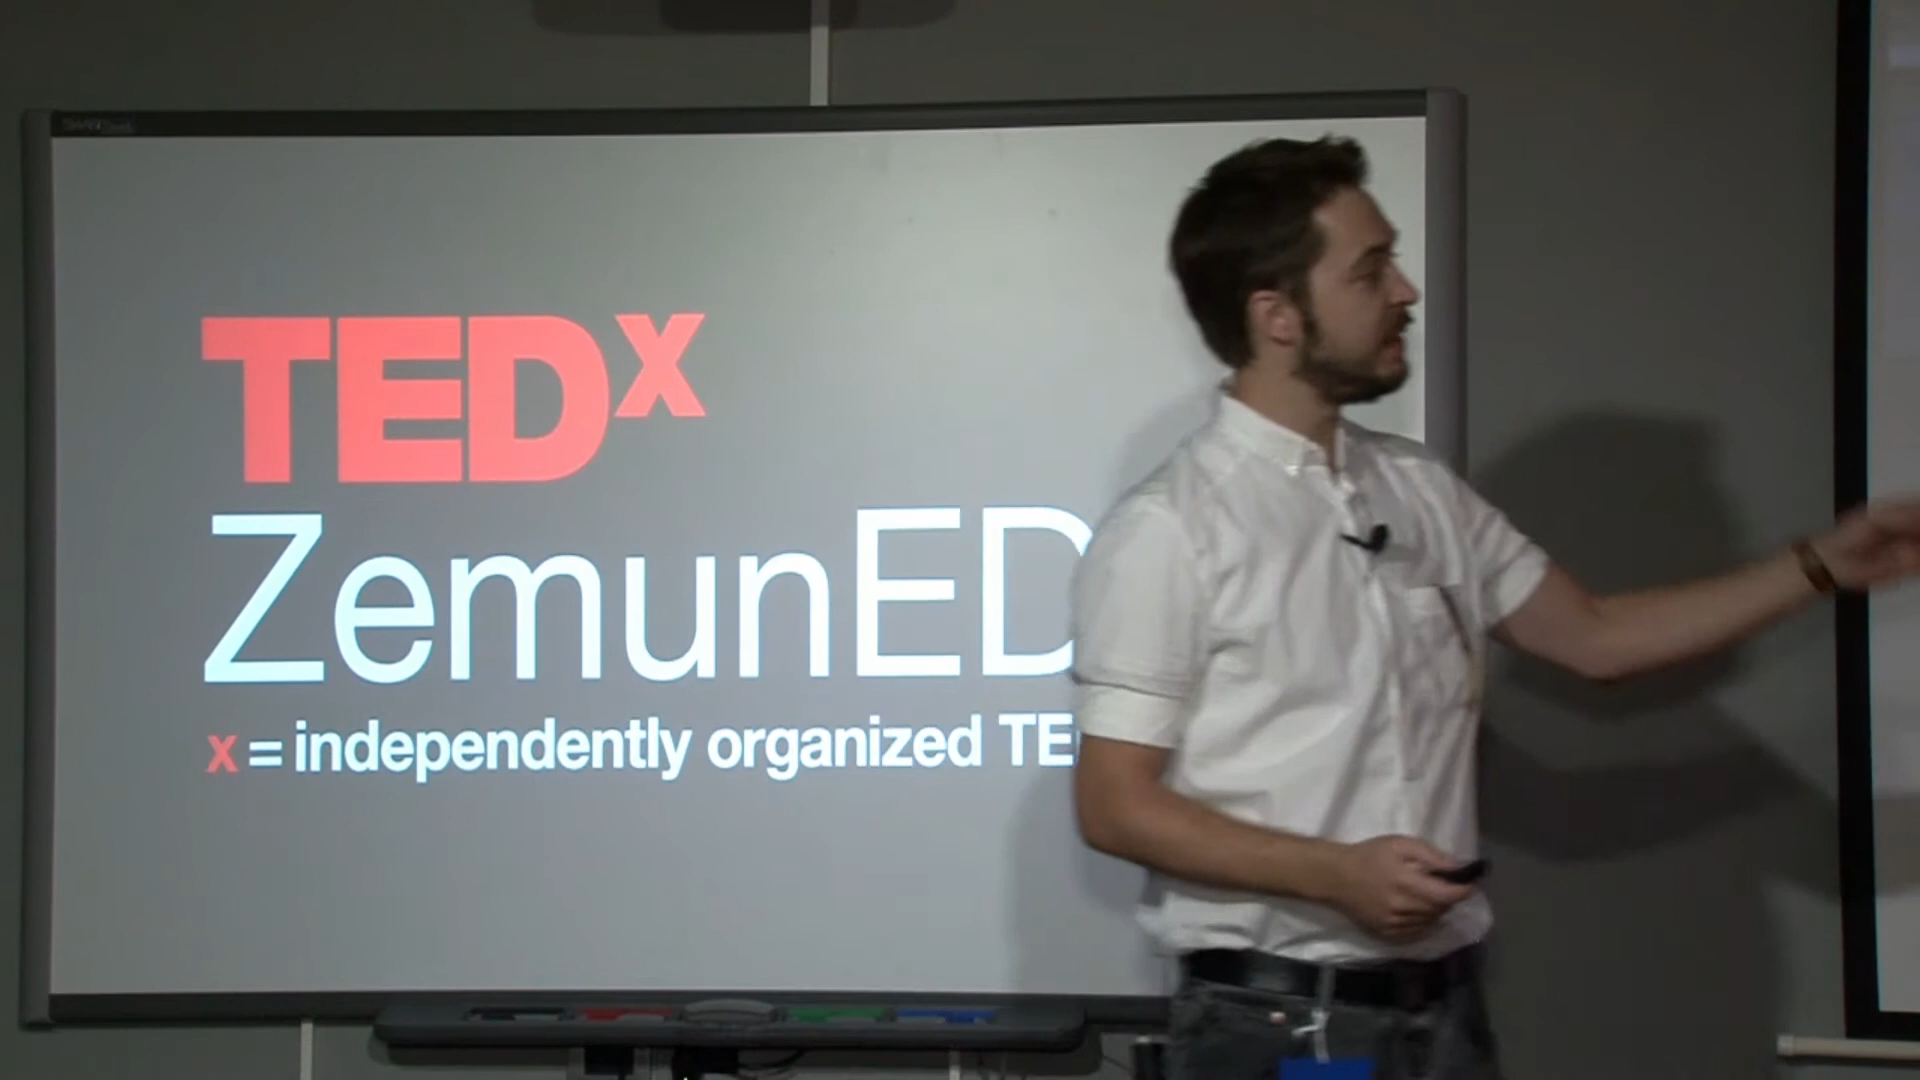 TEDx
ZemunED
x = independently organized TE